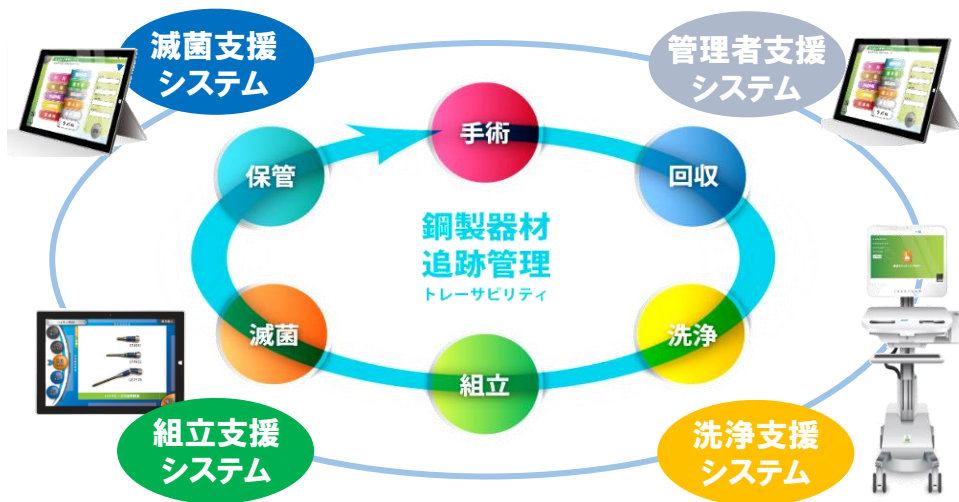 滅菌支援
システム
管理者支援
システム
手術
保管
回収
鋼製器材
追跡管理
トレーサビリティ
滅菌
洗浄
組立
組立支援
システム
洗浄支援
システム